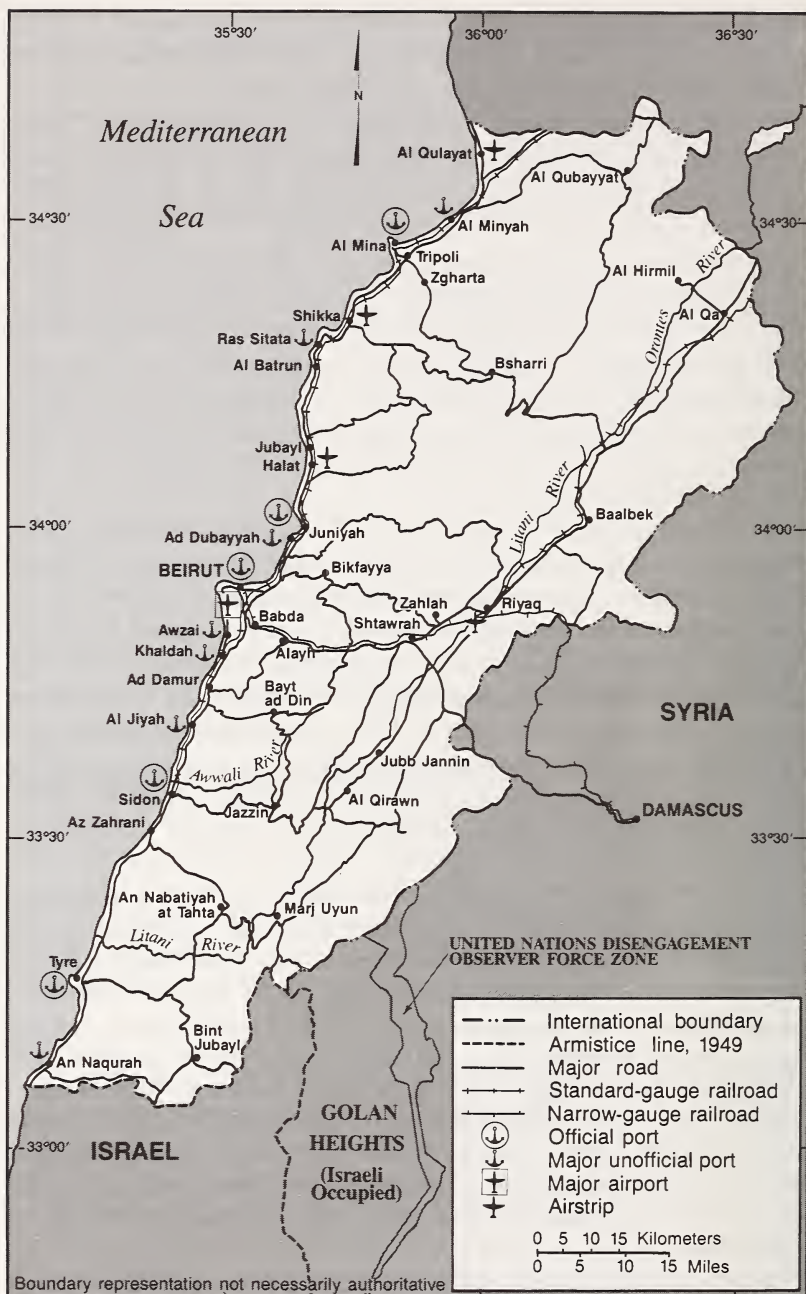 35°30′ 36°00′ 36°30′
N
Mediterranean
Sea
Al Qulayat
Al Qubayyat
34°30′ 34°30′
Al Minyah
Al Mina
Tripoli
Zgharta
Al Hirmil
Orontes River
Al Qa
Shikka
Ras Sitata
Al Batrun
Bsharri
Jubayl
Halat
Litani River
Baalbek
34°00′ 34°00′
Juniyah
Ad Dubayyah
BEIRUT
Bikfayya
Zahlah
Riyaq
Babda
Shtawrah
Awzai
Khaldah
Alayh
Ad Damur
Bayt
ad Din
SYRIA
Al Jiyah
Awwali River
Jubb Jannin
Sidon
Al Qirawn
Jazzin
DAMASCUS
Az Zahrani
33°30′ 33°30′
An Nabatiyah
at Tahta
Marj Uyun
Litani River
UNITED NATIONS DISENGAGEMENT
OBSERVER FORCE ZONE
Tyre
Bint
Jubayl
An Naqurah
GOLAN
HEIGHTS
(Israeli
Occupied)
ISRAEL
33°00′
International boundary
Armistice line, 1949
Major road
Standard-gauge railroad
Narrow-gauge railroad
Official port
Major unofficial port
Major airport
Airstrip
0 5 10 15 Kilometers
0 5 10 15 Miles
Boundary representation not necessarily authoritative